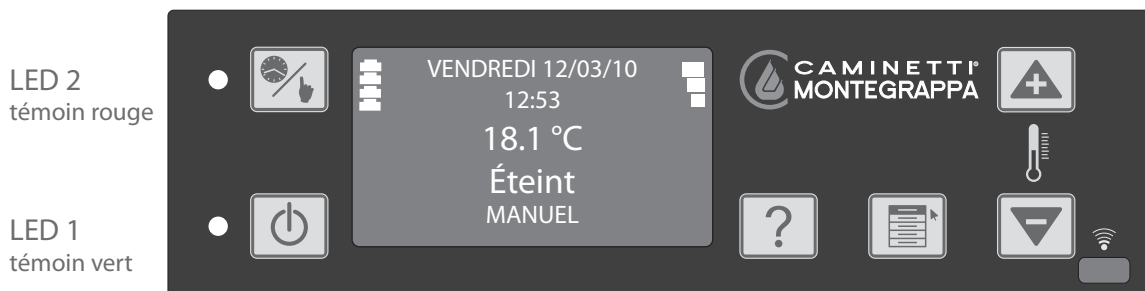 LED 2
témoin rouge
LED 1
témoin vert
VENDREDI 12/03/10
12:53
18.1 °C
Éteint
MANUEL
CAMINETTI®
MONTEGRAPPA
+
?
-